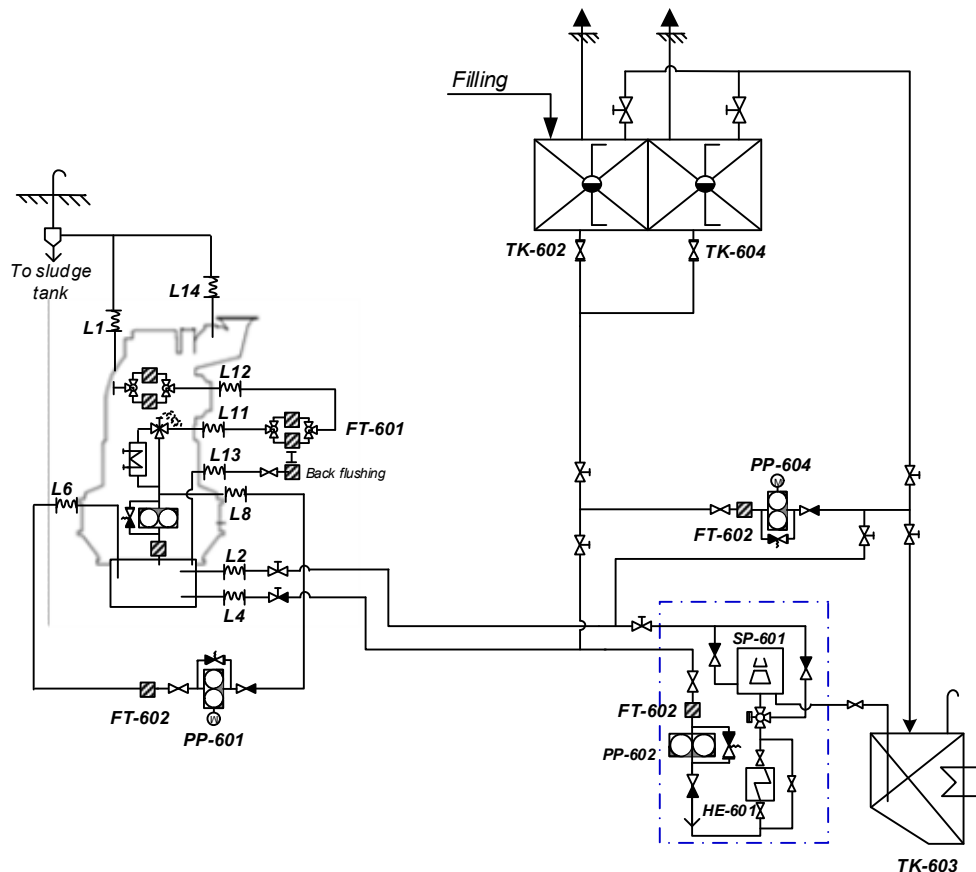 Filling
TK-602
TK-604
To sludge
tank
L14
L1
L12
L11
FT-601
L13
Back flushing
L6
L8
PP-604
M
FT-602
L2
L4
SP-601
FT-602
FT-602
M
PP-601
PP-602
HE-601
TK-603